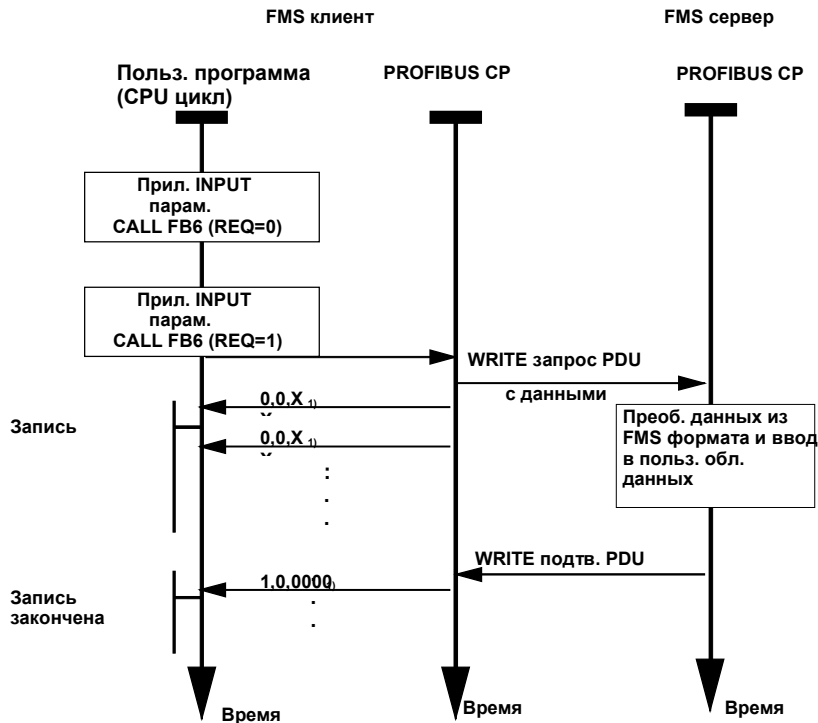 FMS клиент
FMS сервер
Польз. программа
(CPU цикл)
PROFIBUS CP
PROFIBUS CP
Прил. INPUT
парам.
CALL FB6 (REQ=0)
Прил. INPUT
парам.
CALL FB6 (REQ=1)
WRITE запрос PDU
с данными
0,0,X 1)
Запись
0,0,X 1)
:
.
.
Преоб. данных из
FMS формата и ввод
в польз. обл.
данных
WRITE подтв. PDU
1,0,0000
.
.
Запись
закончена
Время
Время
Время